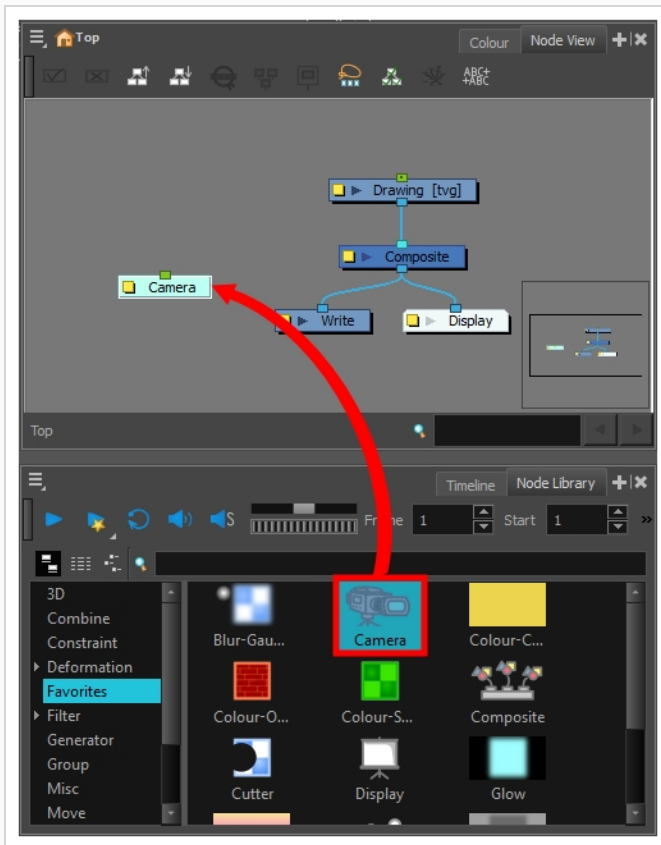 Top
Colour Node View
ABC+
+ABC
Drawing [tvg]
Composite
Camera
Write Display
Top
Timeline Node Library
S Frame 1 Start 1
3D
Combine
Constraint
Deformation
Favorites
Filter
Generator
Group
Misc
Move
Blur-Gau... Camera Colour-C...
Colour-O... Colour-S... Composite
Cutter Display Glow